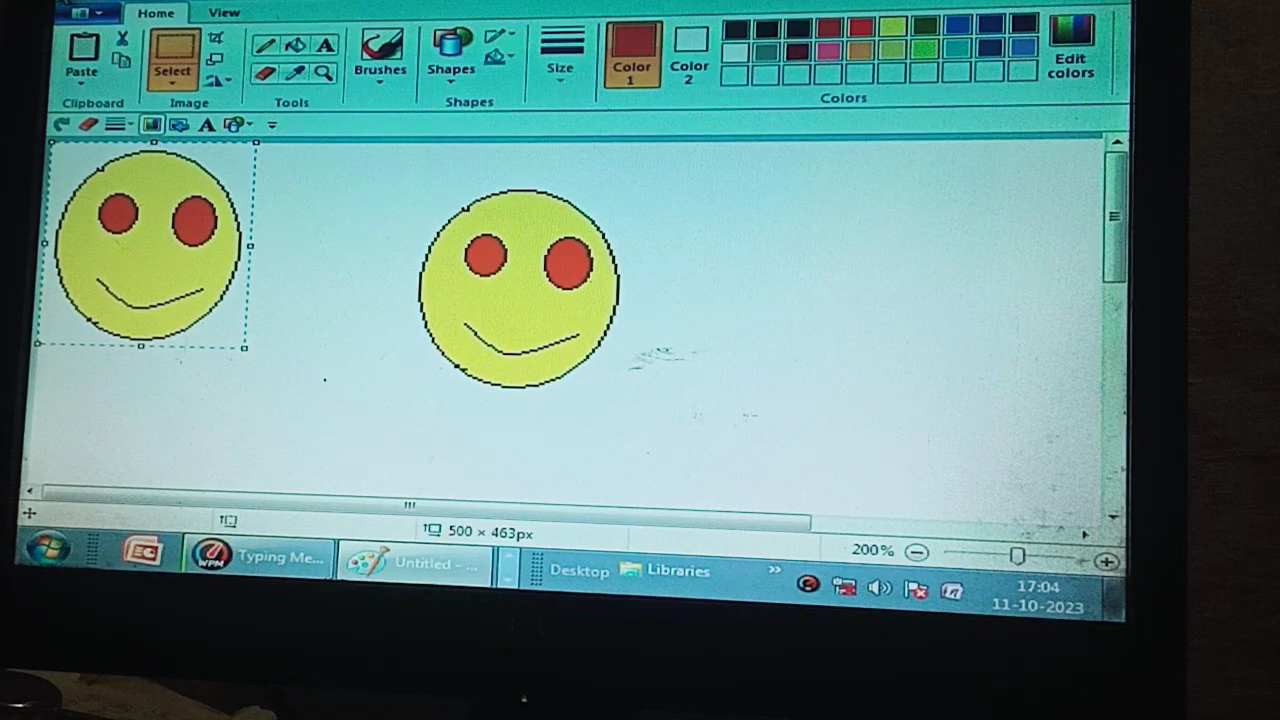 Home View
Paste
Select
Brushes
Shapes
Size
Color 1
Color 2
Edit colors
Clipboard
Image
Tools
Shapes
Colors
A
A
500 × 463px
200%
WPM
Typing Me...
Untitled - ...
Desktop
Libraries
»
17:04
11-10-2023